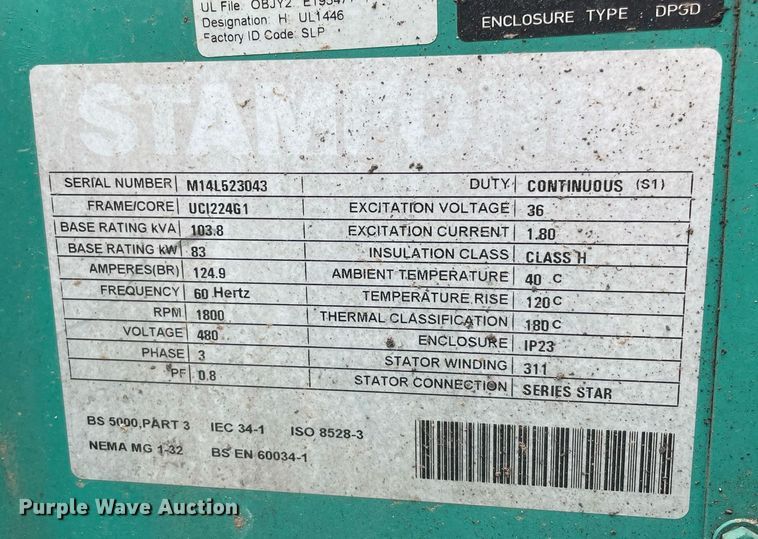 UL File: OBJY2 E19347
Designation: H UL1446
Factory ID Code: SLP
ENCLOSURE TYPE : DPGD
STAMFORD
SERIAL NUMBER M14L523043 DUTY CONTINUOUS (S1)
FRAME/CORE UCI224G1 EXCITATION VOLTAGE 36
BASE RATING kVA 103.8 EXCITATION CURRENT 1.80
BASE RATING kW 83 INSULATION CLASS CLASS H
AMPERES(BR) 124.9 AMBIENT TEMPERATURE 40 C
FREQUENCY 60 Hertz TEMPERATURE RISE 120 C
RPM 1800 THERMAL CLASSIFICATION 180 C
VOLTAGE 480 ENCLOSURE IP23
PHASE 3 STATOR WINDING 311
PF 0.8 STATOR CONNECTION SERIES STAR
BS 5000,PART 3 IEC 34-1 ISO 8528-3
NEMA MG 1-32 BS EN 60034-1
Purple Wave Auction